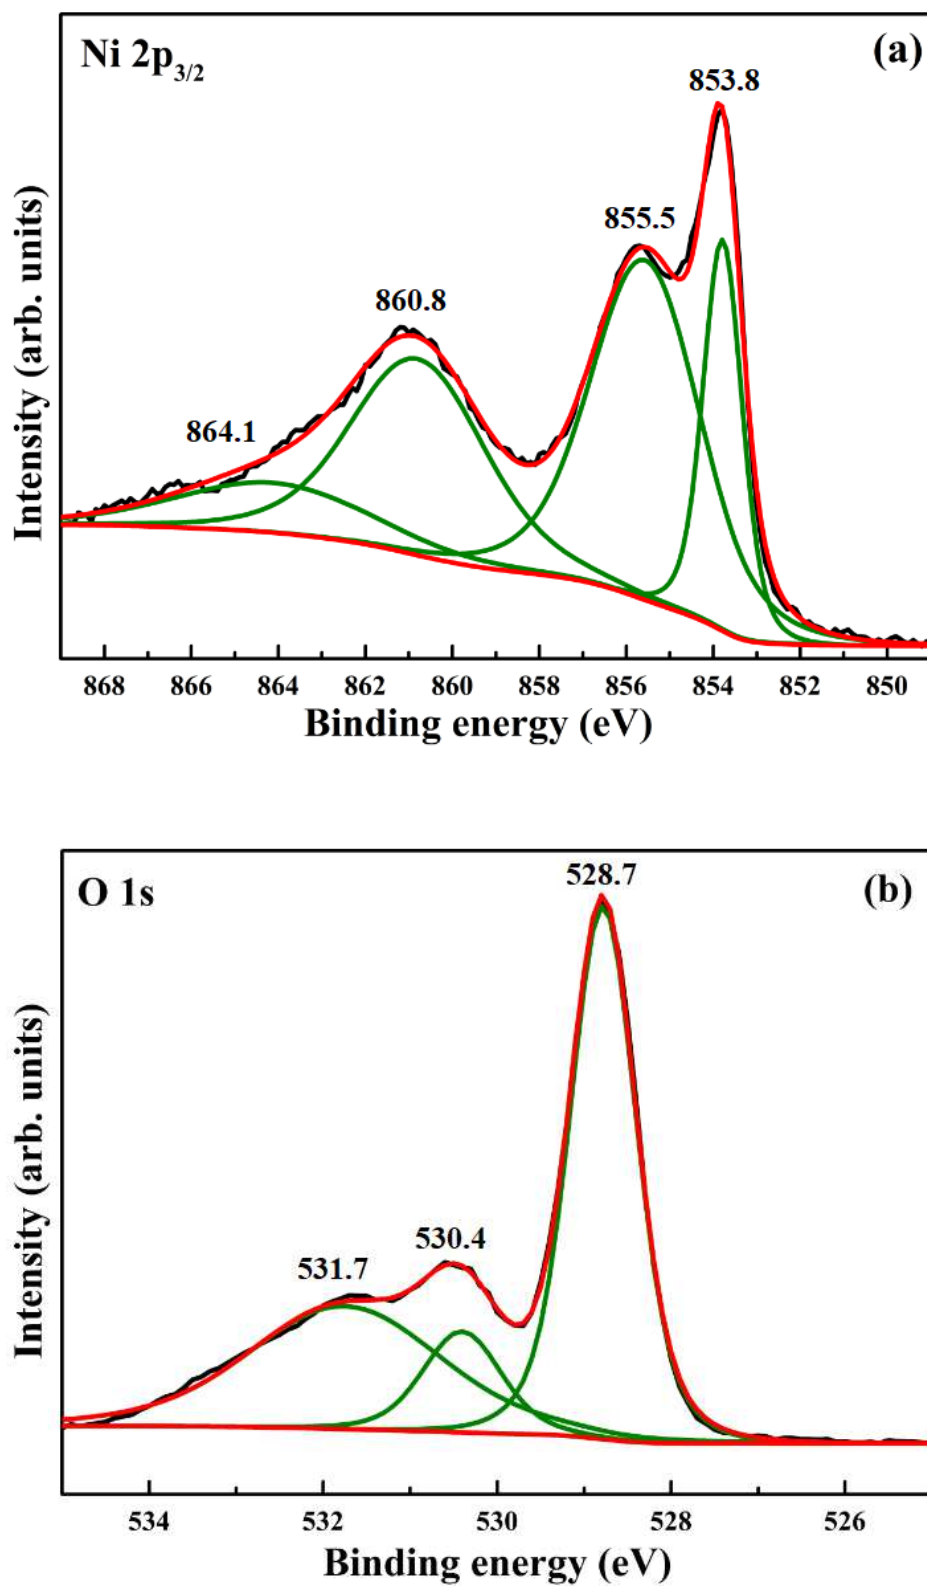 Ni 2p3/2
(a)
853.8
855.5
860.8
864.1
Intensity (arb. units)
868 866 864 862 860 858 856 854 852 850
Binding energy (eV)
O 1s
(b)
528.7
530.4
531.7
Intensity (arb. units)
534 532 530 528 526
Binding energy (eV)